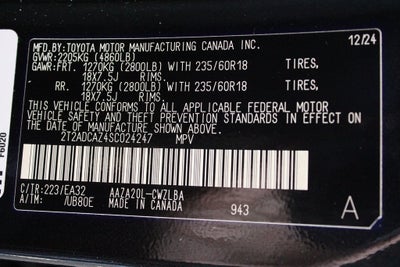 MFD.BY:TOYOTA MOTOR MANUFACTURING CANADA INC. 12/24
GVWR:2205KG (4860LB)
GAWR:FRT. 1270KG (2800LB) WITH 235/60R18 TIRES,
18X7.5J RIMS.
RR. 1270KG (2800LB) WITH 235/60R18 TIRES,
18X7.5J RIMS.
THIS VEHICLE CONFORMS TO ALL APPLICABLE FEDERAL MOTOR
VEHICLE SAFETY AND THEFT PREVENTION STANDARDS IN EFFECT ON
THE DATE OF MANUFACTURE SHOWN ABOVE.
2T2ADCAZ4SC024247 MPV
C/TR:223/EA32 AAZA20L-CWZLBA
A/TM: /UB80E MADE IN CANADA 943 A
F6020